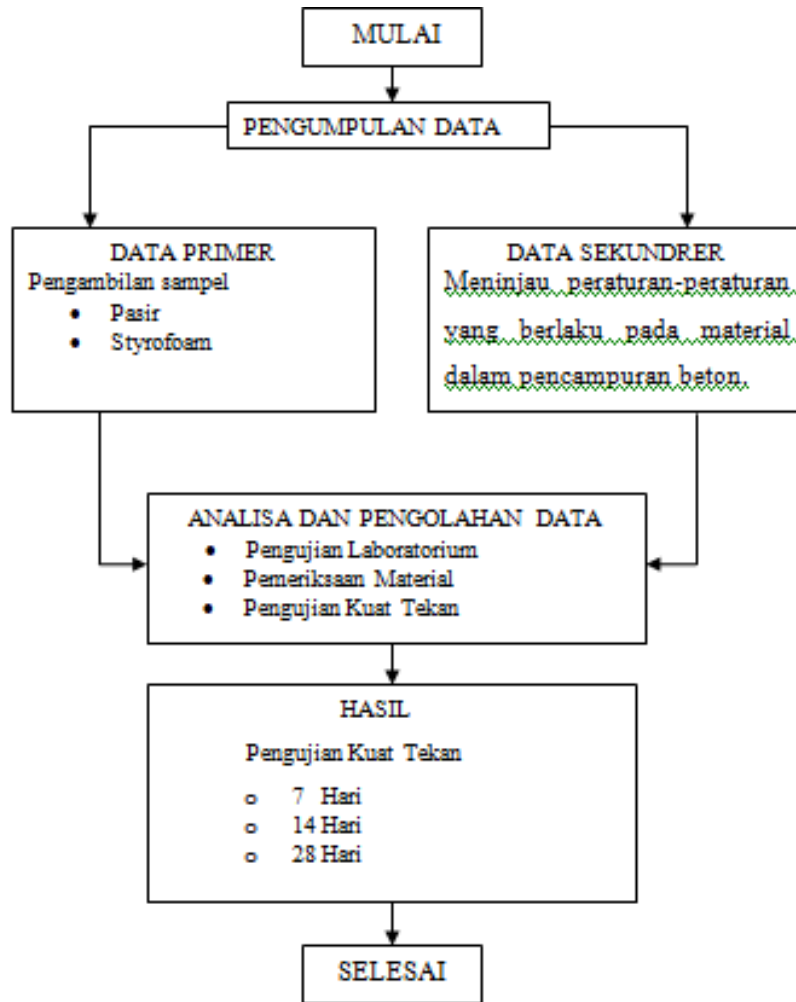 MULAI
PENGUMPULAN DATA
DATA PRIMER
Pengambilan sampel
• Pasir
• Styrofoam
DATA SEKUNDRER
Meninjau peraturan-peraturan
yang berlaku pada material
dalam pencampuran beton.
ANALISA DAN PENGOLAHAN DATA
• Pengujian Laboratorium
• Pemeriksaan Material
• Pengujian Kuat Tekan
HASIL
Pengujian Kuat Tekan
o 7 Hari
o 14 Hari
o 28 Hari
SELESAI